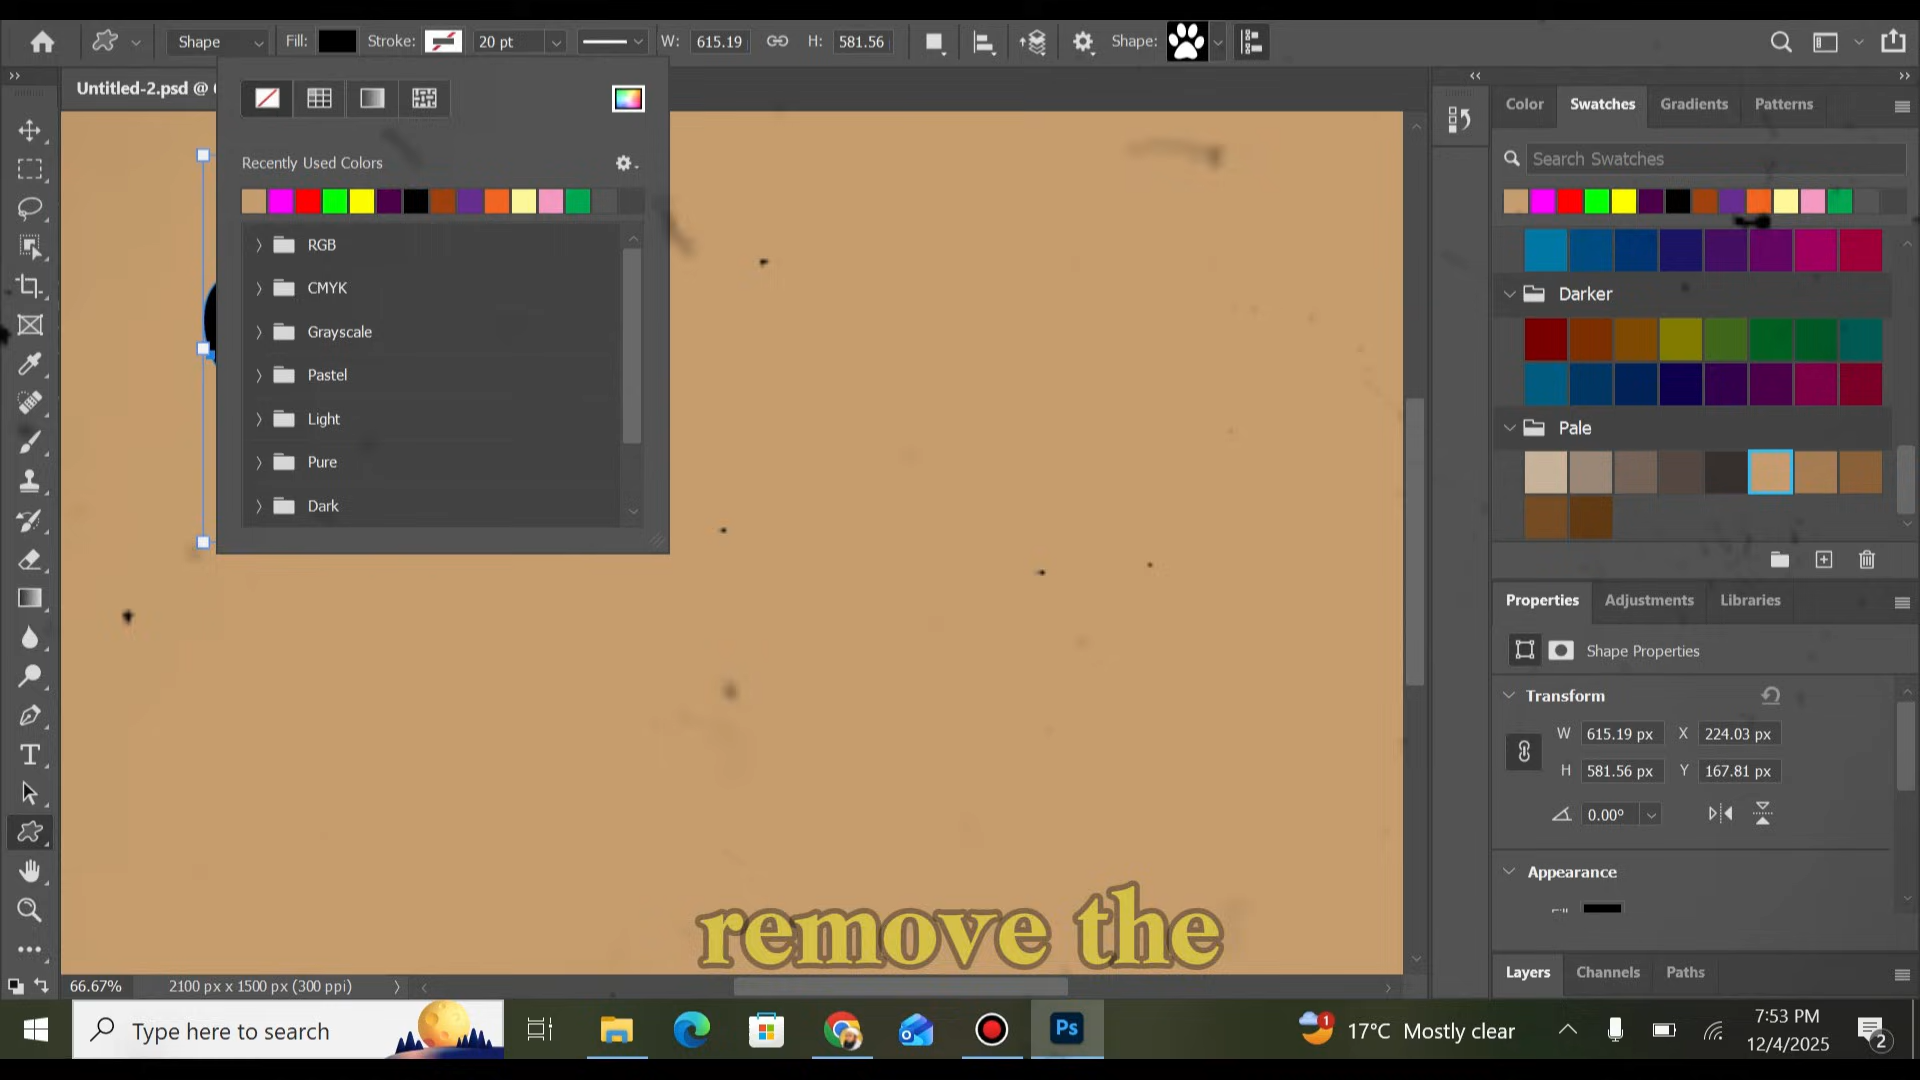 Shape Fill: Stroke: 20 pt W: 615.19 H: 581.56 Shape:
Untitled-2.psd @
Recently Used Colors
RGB
CMYK
Grayscale
Pastel
Light
Pure
Dark
Color Swatches Gradients Patterns
Search Swatches
Darker
Pale
Properties Adjustments Libraries
Shape Properties
Transform
W 615.19 px X 224.03 px
H 581.56 px Y 167.81 px
0.00°
Appearance
Layers Channels Paths
remove the
66.67% 2100 px x 1500 px (300 ppi)
Type here to search
Ps
1
17°C Mostly clear
7:53 PM
12/4/2025
2